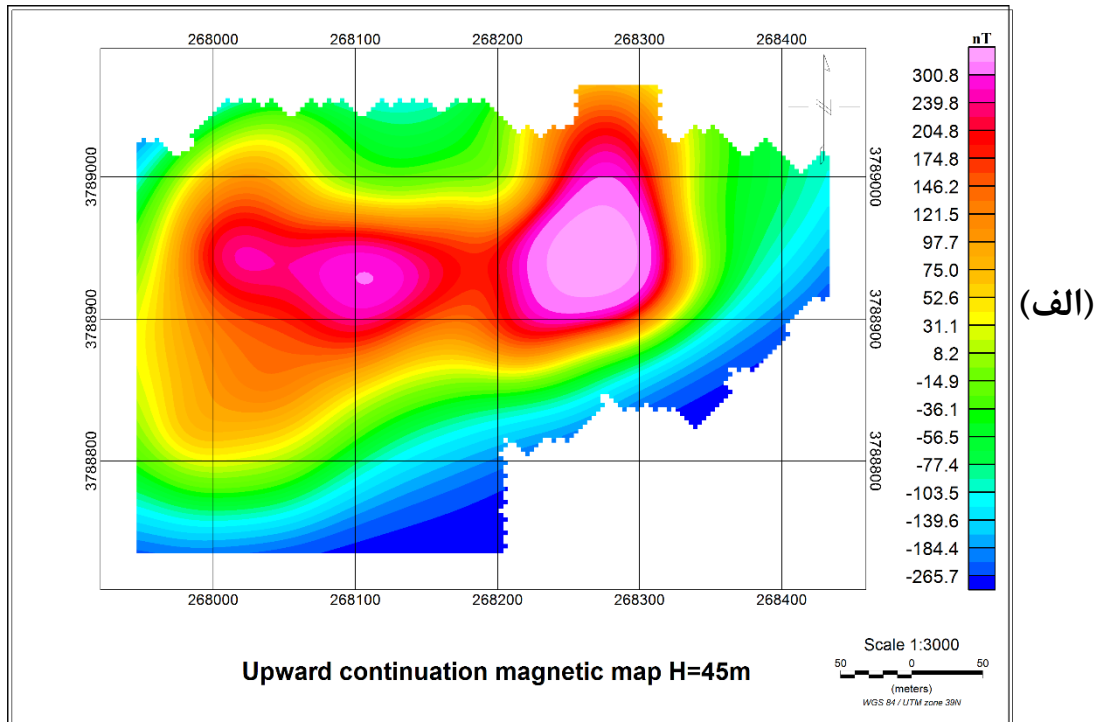 268000 268100 268200 268300 268400
nT
300.8
239.8
204.8
174.8
146.2
121.5
97.7
75.0
52.6
31.1
8.2
-14.9
-36.1
-56.5
-77.4
-103.5
-139.6
-184.4
-265.7
3789000 3789000
3788900 3788900
3788800 3788800
(الف)
268000 268100 268200 268300 268400
Upward continuation magnetic map H=45m
Scale 1:3000
50 0 50
(meters)
WGS 84 / UTM zone 39N